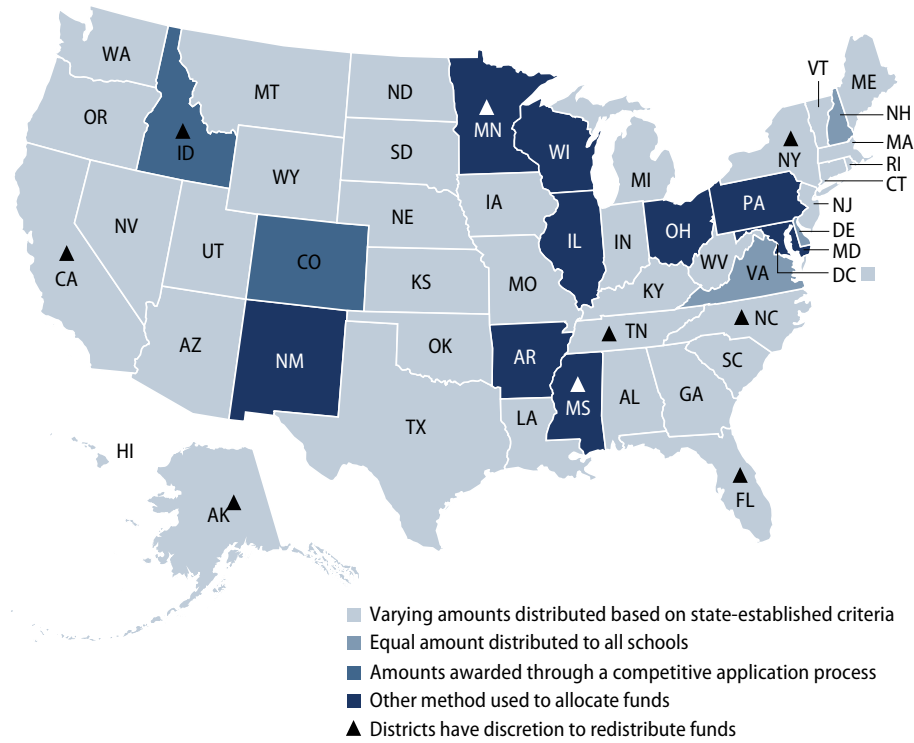 WA
MT
ND
MN
VT
ME
OR
ID
SD
WI
NH
MA
NY
RI
CT
WY
MI
NJ
IA
PA
NE
DE
NV
IL
IN
OH
MD
UT
CO
WV
VA
DC
CA
KS
MO
KY
TN
NC
AZ
NM
OK
AR
SC
MS
AL
GA
LA
TX
HI
AK
FL
Varying amounts distributed based on state-established criteria
Equal amount distributed to all schools
Amounts awarded through a competitive application process
Other method used to allocate funds
Districts have discretion to redistribute funds